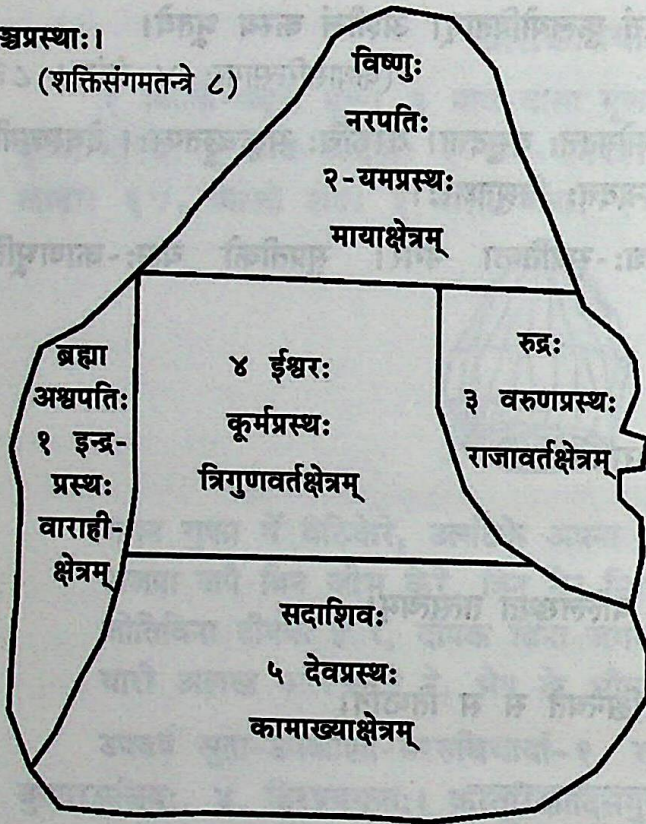 ञ्चप्रस्थाः।
(शक्तिसंगमतन्त्रे ८)
विष्णुः
नरपतिः
२-यमप्रस्थः
मायाक्षेत्रम्
ब्रह्मा
अश्वपतिः
१ इन्द्र-
प्रस्थः
वाराही-
क्षेत्रम्
४ ईश्वरः
कूर्मप्रस्थः
त्रिगुणवर्तक्षेत्रम्
रुद्रः
३ वरुणप्रस्थः
राजावर्तक्षेत्रम्
सदाशिवः
५ देवप्रस्थः
कामाख्याक्षेत्रम्